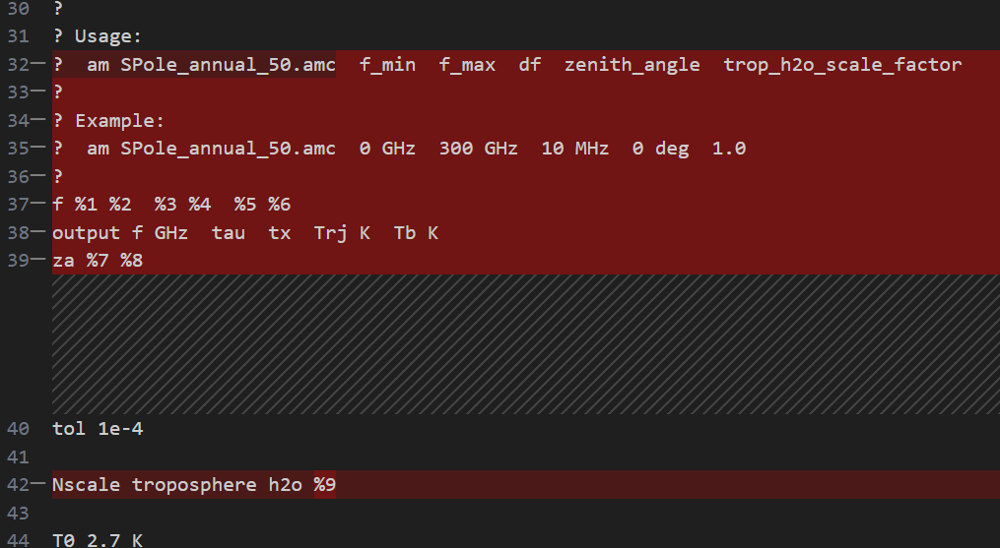 30 ?
31 ? Usage:
32— ?  am SPole_annual_50.amc  f_min  f_max  df  zenith_angle  trop_h2o_scale_factor
33— ?
34— ? Example:
35— ?  am SPole_annual_50.amc  0 GHz  300 GHz  10 MHz  0 deg  1.0
36— ?
37— f %1 %2  %3 %4  %5 %6
38— output f GHz  tau  tx  Trj K  Tb K
39— za %7 %8
40 tol 1e-4
41
42— Nscale troposphere h2o %9
43
44 T0 2.7 K